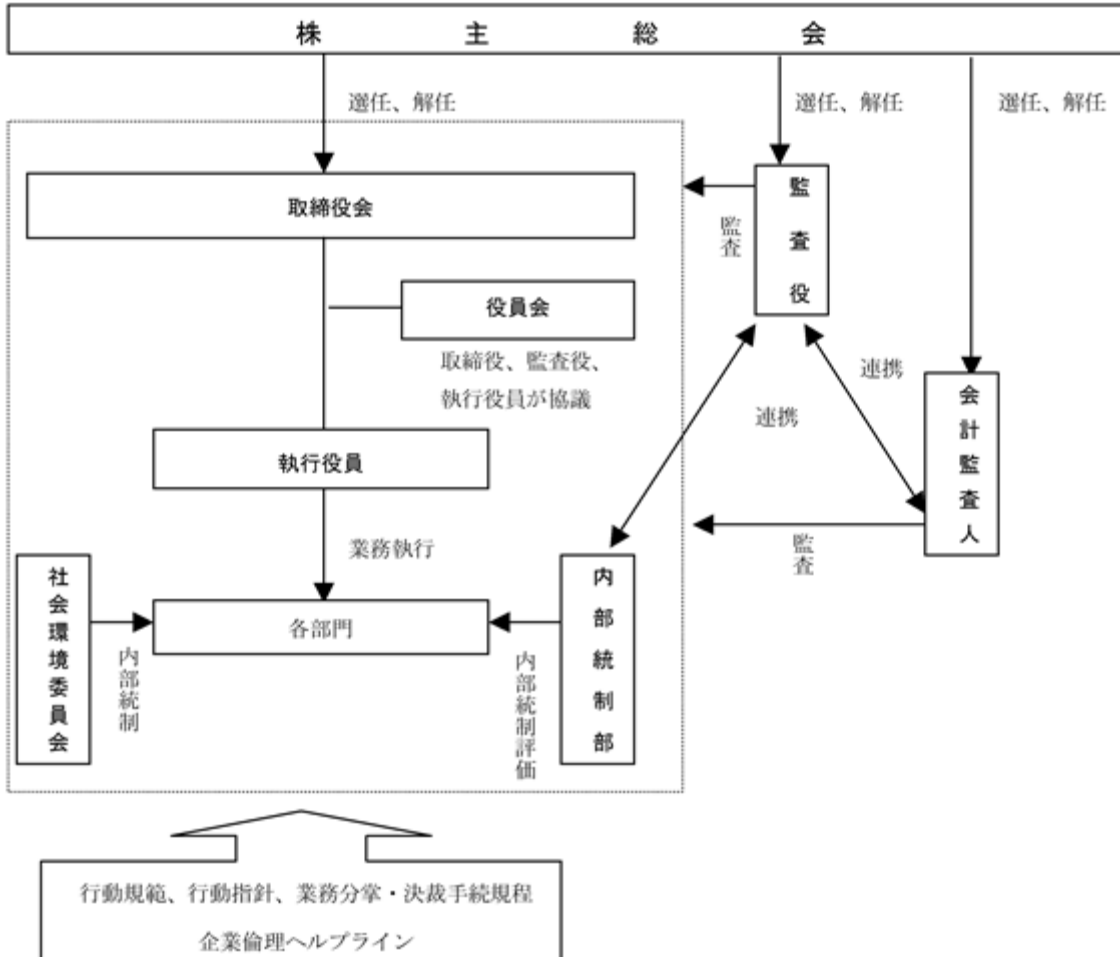 株主総会
選任、解任
選任、解任
選任、解任
取締役会
監査役
監査
役員会
取締役、監査役、
執行役員が協議
連携
連携
会計監査人
執行役員
監査
業務執行
社会環境委員会
内部統制
各部門
内部統制評価
内部統制部
行動規範、行動指針、業務分掌・決裁手続規程
企業倫理ヘルプライン